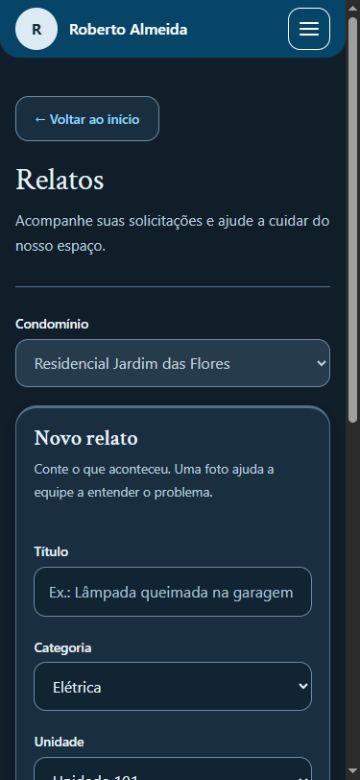 R Roberto Almeida
← Voltar ao início
Relatos
Acompanhe suas solicitações e ajude a cuidar do
nosso espaço.
Condomínio
Residencial Jardim das Flores
Novo relato
Conte o que aconteceu. Uma foto ajuda a
equipe a entender o problema.
Título
Ex.: Lâmpada queimada na garagem
Categoria
Elétrica
Unidade
Unidade 101